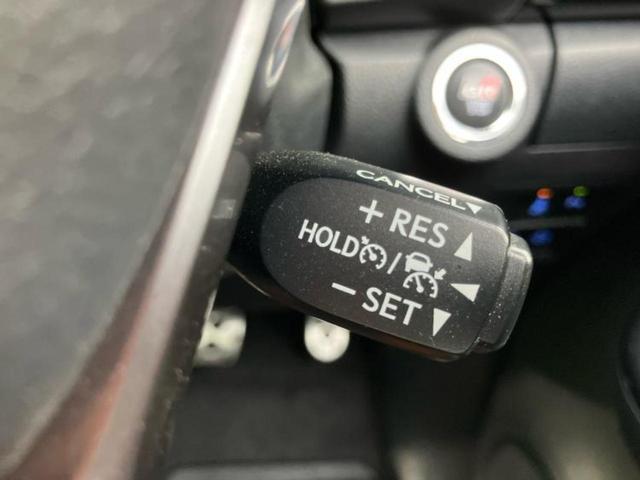 CANCEL
+ RES
HOLD /
- SET